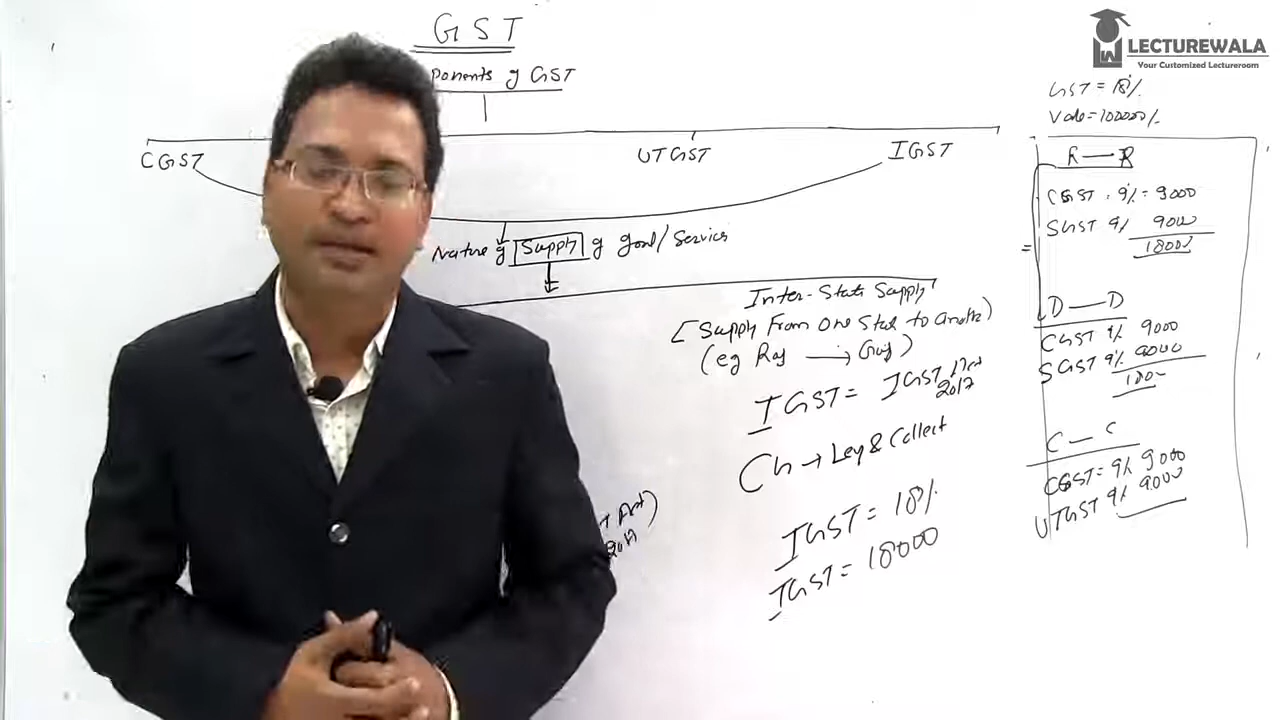 GST
ponents of GST
CGST UTGST IGST
Nature of Supply of Good/Services
Inter-State Supply
[Supply From One State to another)
(eg Raj → Guj)
IGST = IGST Act
2017
CG → Levy & Collect
IGST = 18%
IGST = 18000
Act)
2017
LECTUREWALA
Your Customized Lectureroom
GST = 18%
Value = 100000/-
R — R
CGST 9% = 9000
SGST 9% 9000
18000
D — D
CGST 9% 9000
SGST 9% 9000
C — C
CGST = 9% 9000
UTGST 9% 9000